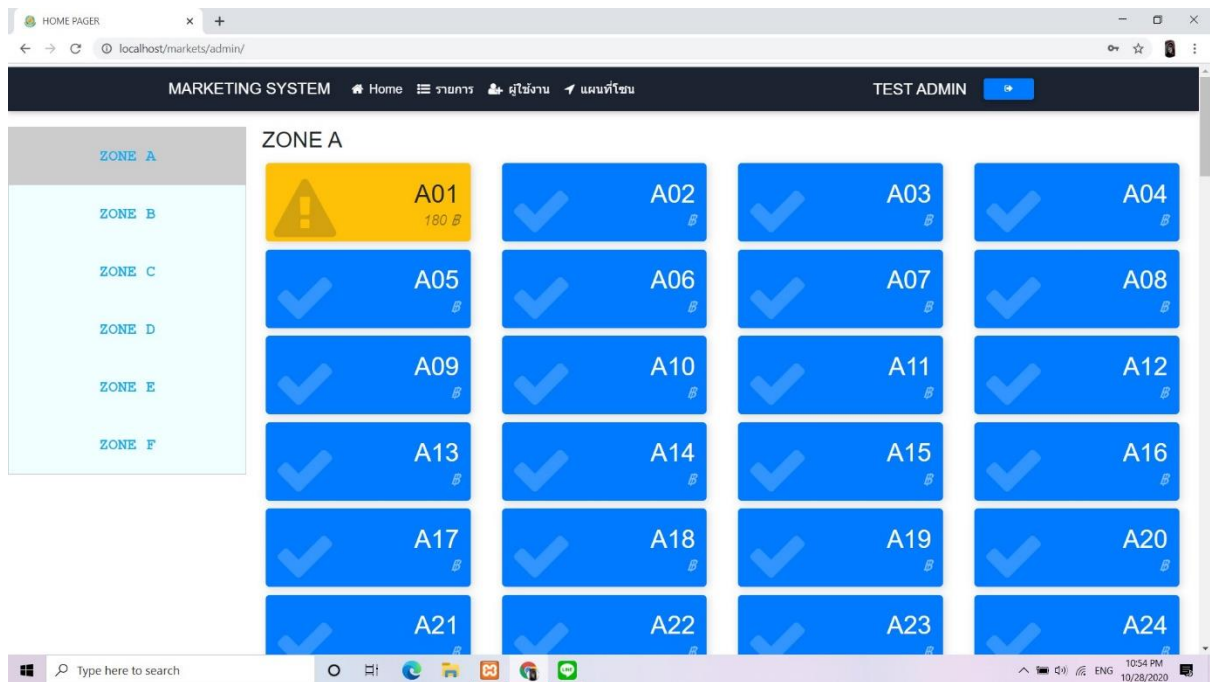 HOME PAGER
localhost/markets/admin/
MARKETING SYSTEM Home รายการ ผู้ใช้งาน แผนที่โซน TEST ADMIN
ZONE A
ZONE B
ZONE C
ZONE D
ZONE E
ZONE F
ZONE A
A01 A02 A03 A04
180 ฿ ฿ ฿ ฿
A05 A06 A07 A08
฿ ฿ ฿ ฿
A09 A10 A11 A12
฿ ฿ ฿ ฿
A13 A14 A15 A16
฿ ฿ ฿ ฿
A17 A18 A19 A20
฿ ฿ ฿ ฿
A21 A22 A23 A24
฿ ฿ ฿ ฿
Type here to search
ENG
10:54 PM
10/28/2020